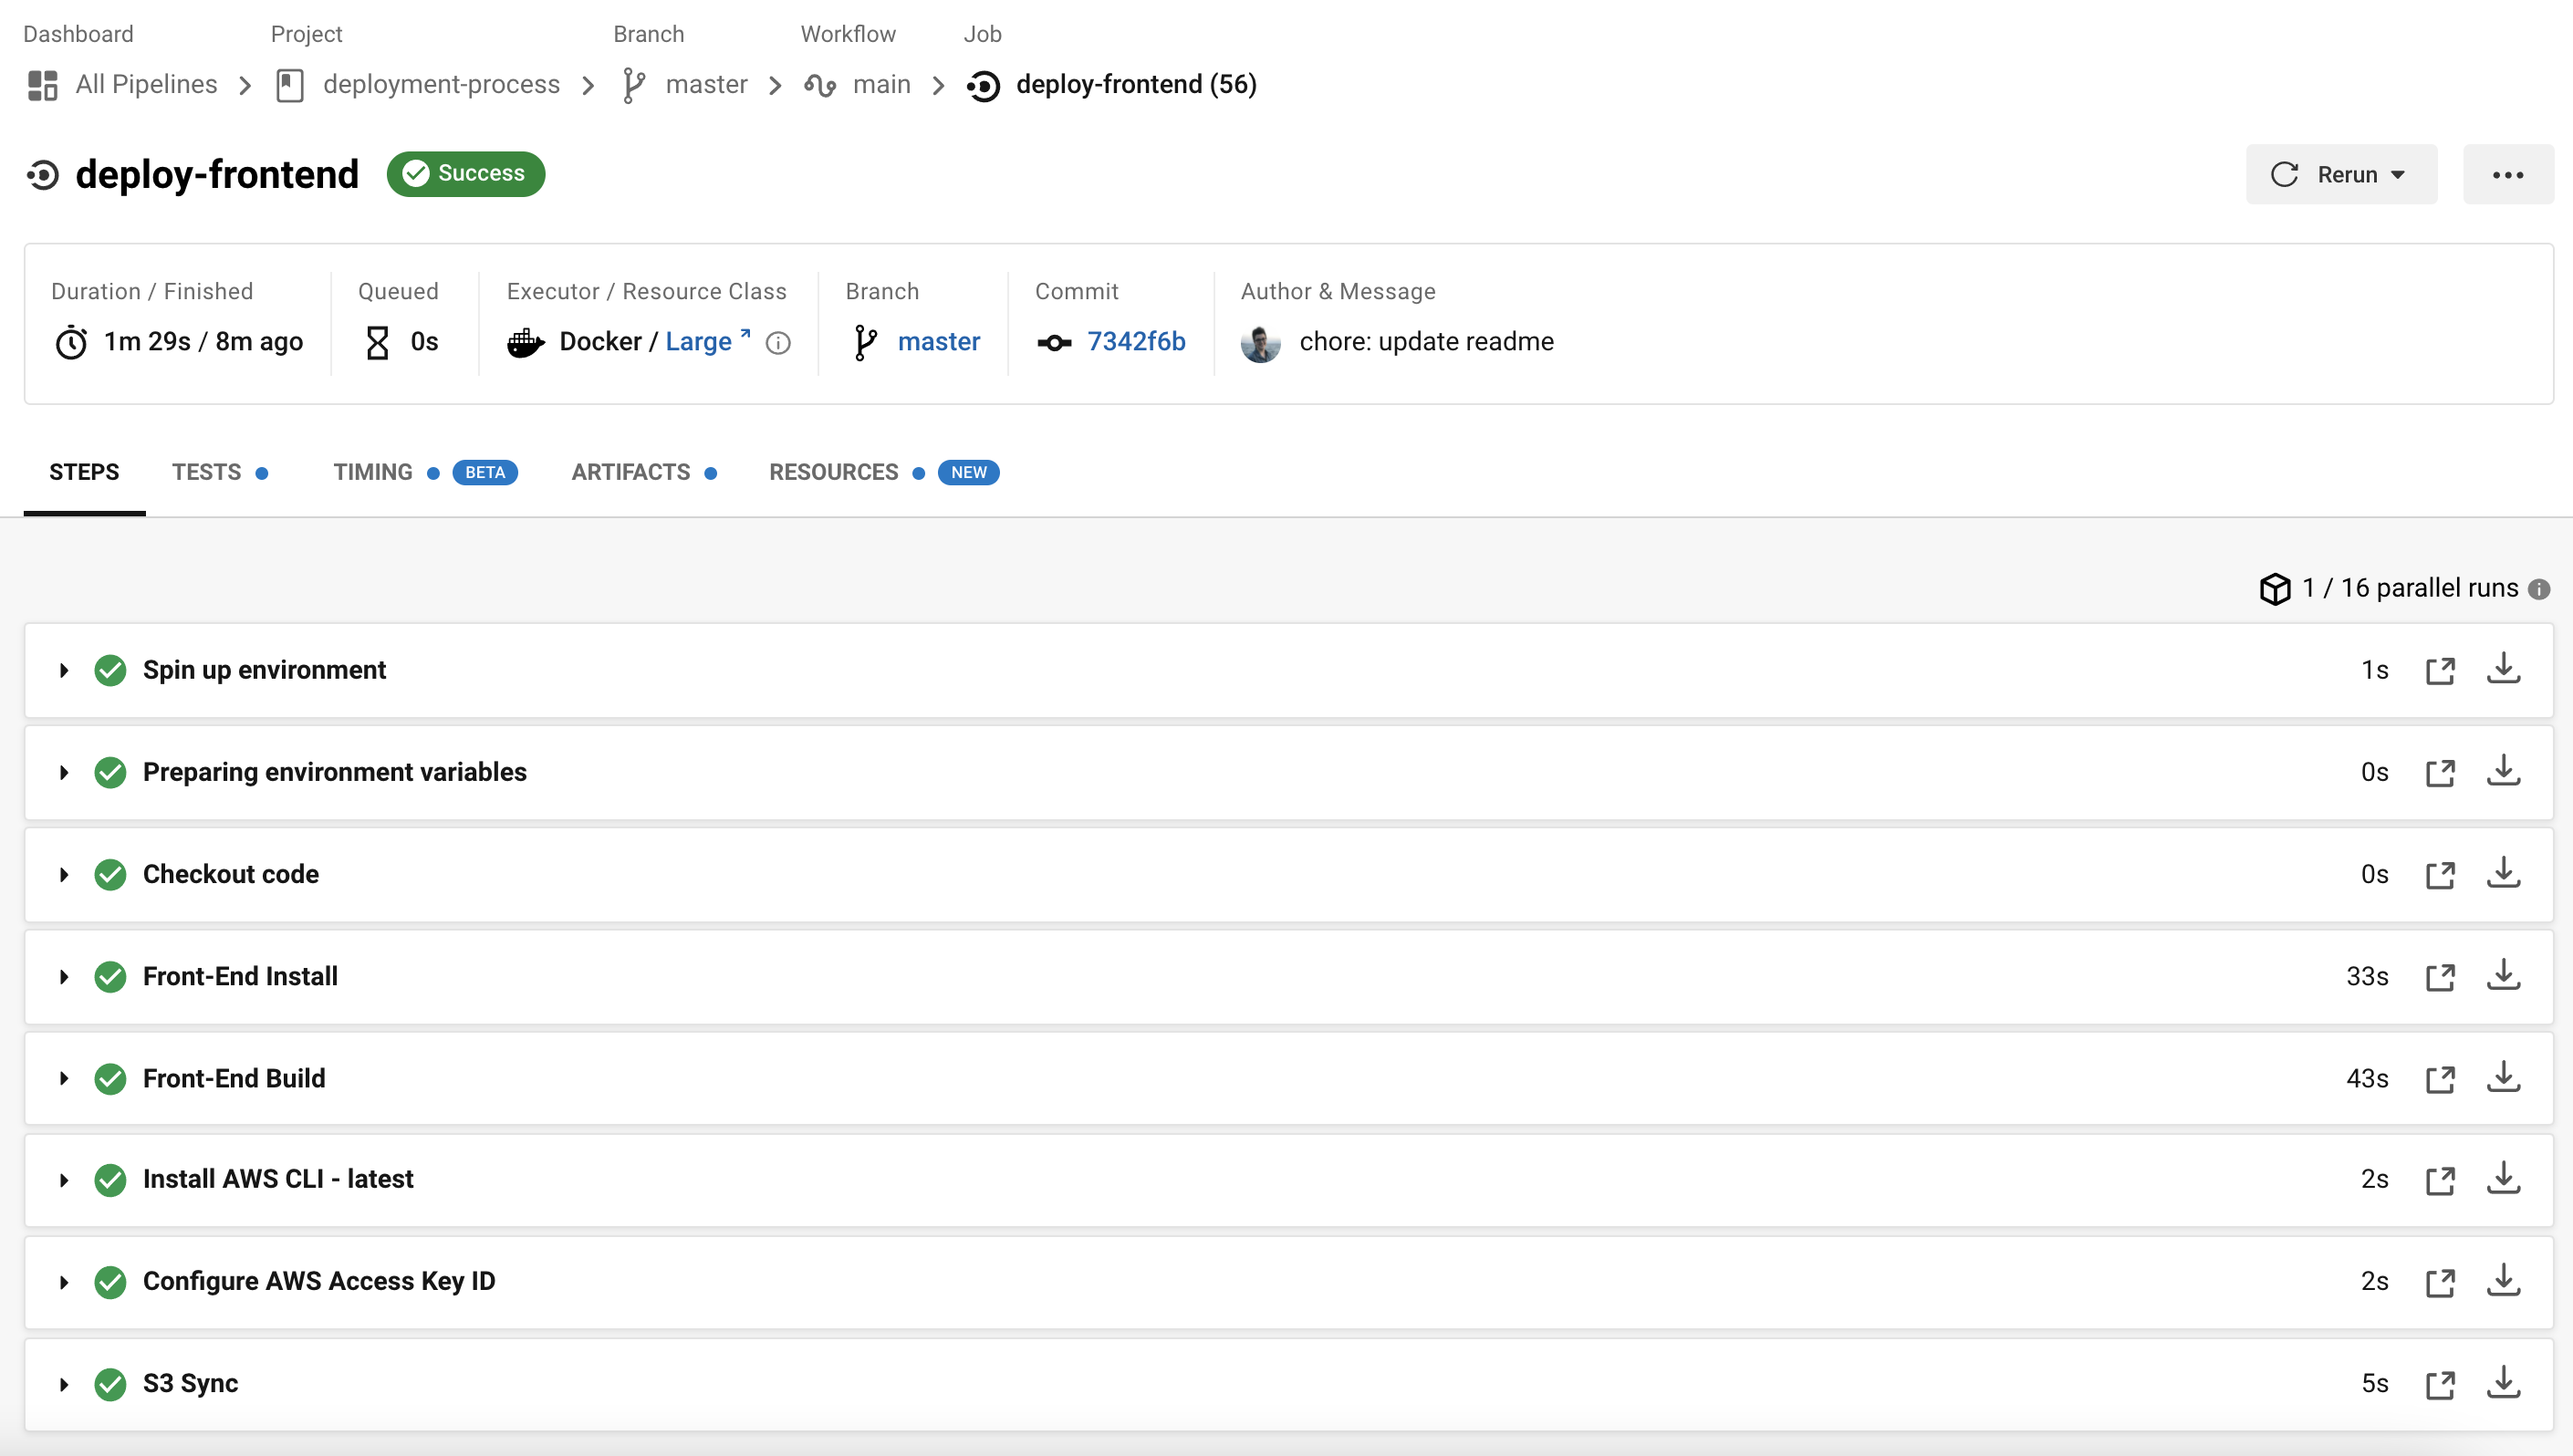 Dashboard Project Branch Workflow Job
All Pipelines deployment-process master main deploy-frontend (56)
deploy-frontend Success Rerun
Duration / Finished Queued Executor / Resource Class Branch Commit Author & Message
1m 29s / 8m ago 0s Docker / Large master 7342f6b chore: update readme
STEPS TESTS TIMING BETA ARTIFACTS RESOURCES NEW
1 / 16 parallel runs
Spin up environment 1s
Preparing environment variables 0s
Checkout code 0s
Front-End Install 33s
Front-End Build 43s
Install AWS CLI - latest 2s
Configure AWS Access Key ID 2s
S3 Sync 5s